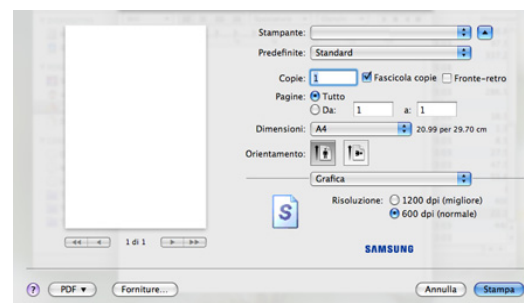 Stampante:
Predefinite: Standard
Copie: 1 Fascicola copie Fronte-retro
Pagine: Tutto
Da: 1 a: 1
Dimensioni: A4 20.99 per 29.70 cm
Orientamento:
Grafica
Risoluzione: 1200 dpi (migliore)
600 dpi (normale)
S
1 di 1
SAMSUNG
? PDF Forniture... Annulla Stampa